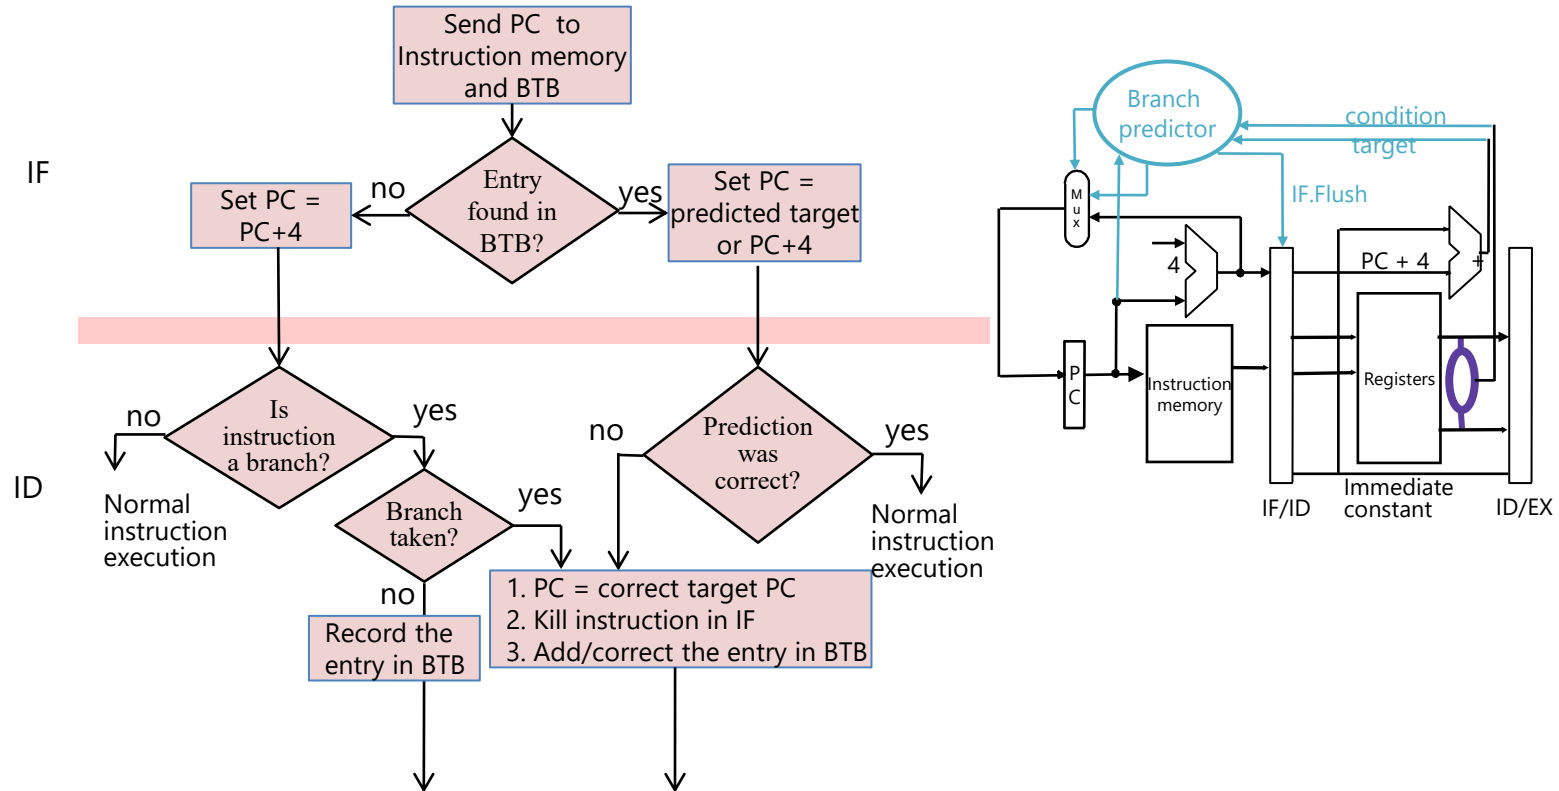 Send PC to
Instruction memory
and BTB
IF
Entry
found in
BTB?
no
yes
Set PC =
PC+4
Set PC =
predicted target
or PC+4
ID
Is
instruction
a branch?
no
yes
Normal
instruction
execution
Branch
taken?
yes
no
Record the
entry in BTB
Prediction
was
correct?
no
yes
Normal
instruction
execution
1. PC = correct target PC
2. Kill instruction in IF
3. Add/correct the entry in BTB
Branch
predictor
condition
target
IF.Flush
M
u
x
4
PC + 4
+
P
C
Instruction
memory
Registers
IF/ID
Immediate
constant
ID/EX